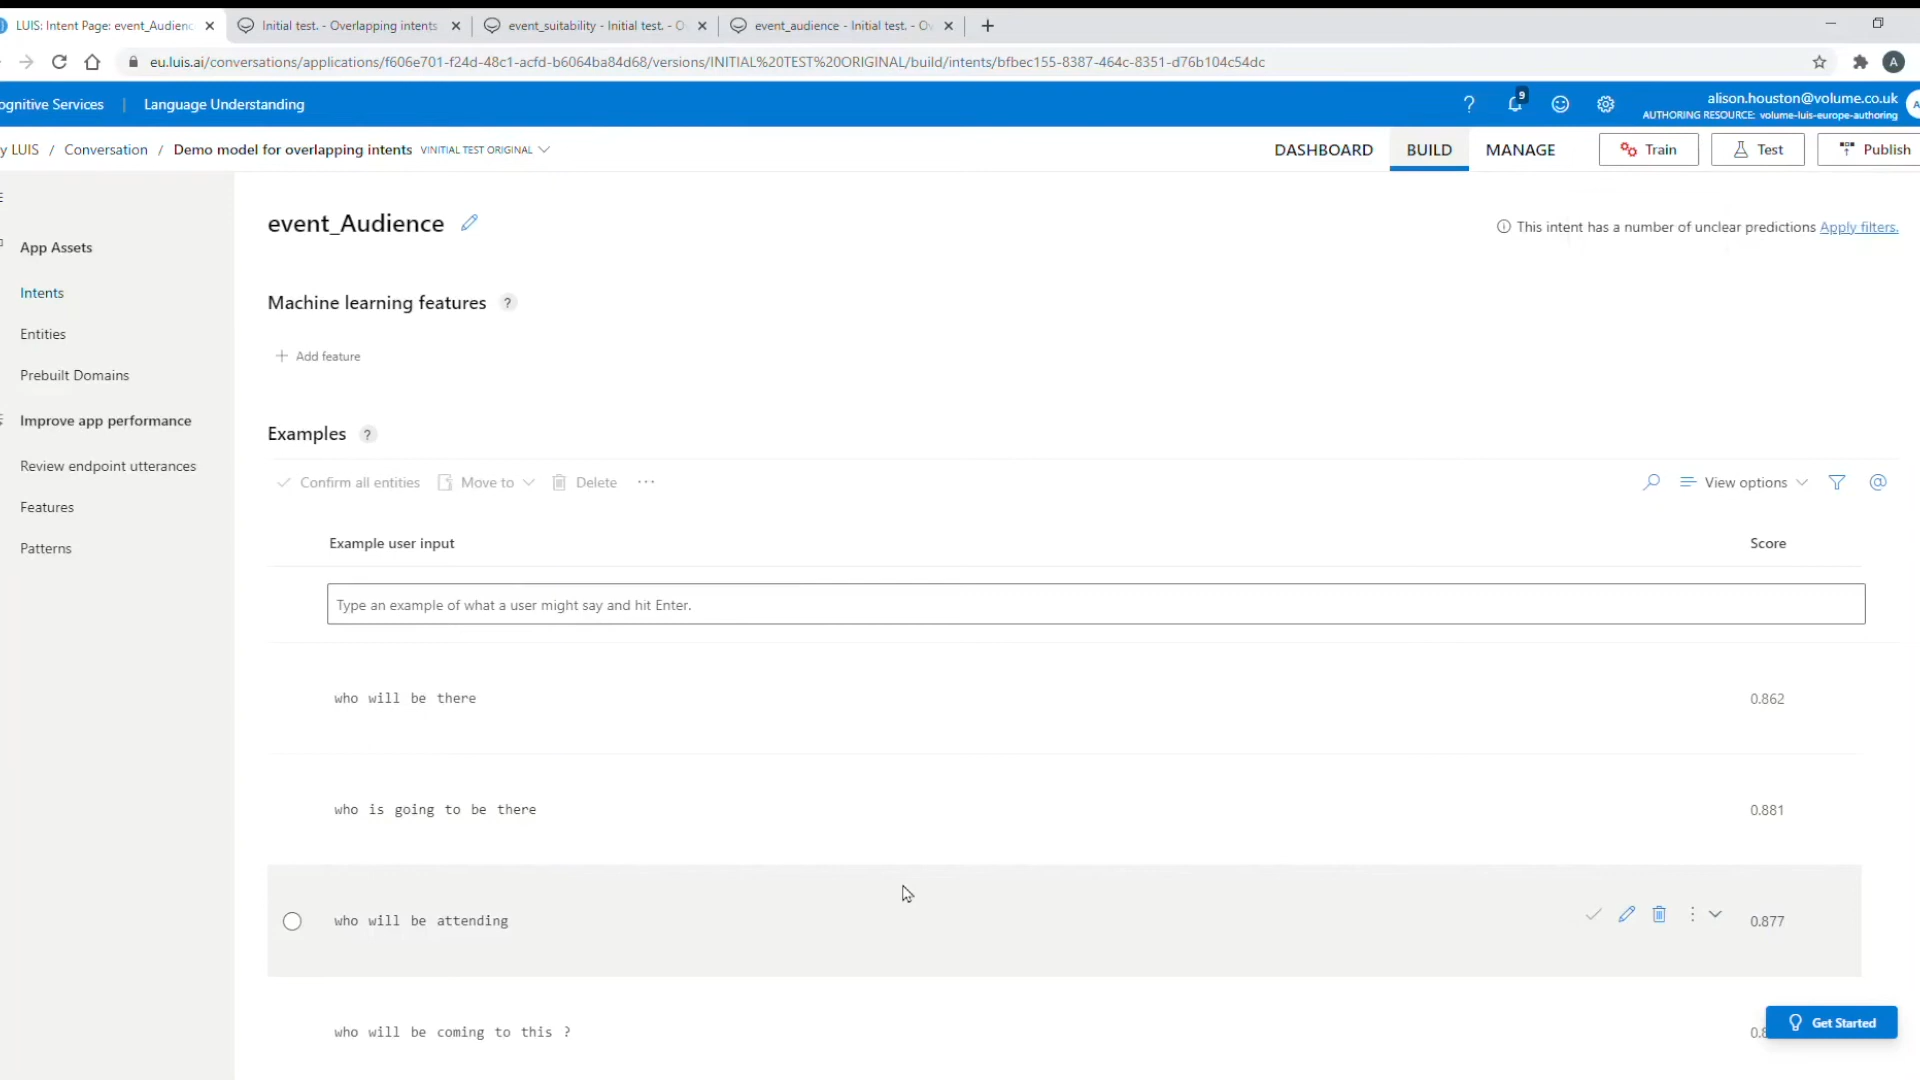 LUIS: Intent Page: event_Audienc
Initial test. - Overlapping intents
event_suitability - Initial test. - O
event_audience - Initial test. - Ov
eu.luis.ai/conversations/applications/f606e701-f24d-48c1-acfd-b6064ba84d68/versions/INITIAL%20TEST%20ORIGINAL/build/intents/bfbec155-8387-464c-8351-d76b104c54dc
A
ognitive Services | Language Understanding
9
alison.houston@volume.co.uk
A
AUTHORING RESOURCE: volume-luis-europe-authoring
y LUIS / Conversation / Demo model for overlapping intents VINITIAL TEST ORIGINAL
DASHBOARD BUILD MANAGE Train Test Publish
event_Audience
This intent has a number of unclear predictions Apply filters.
App Assets
Intents
Entities
Prebuilt Domains
Improve app performance
Review endpoint utterances
Features
Patterns
Machine learning features ?
+ Add feature
Examples ?
Confirm all entities Move to Delete ...
View options @
Example user input Score
Type an example of what a user might say and hit Enter.
who will be there 0.862
who is going to be there 0.881
who will be attending 0.877
who will be coming to this ?
Get Started